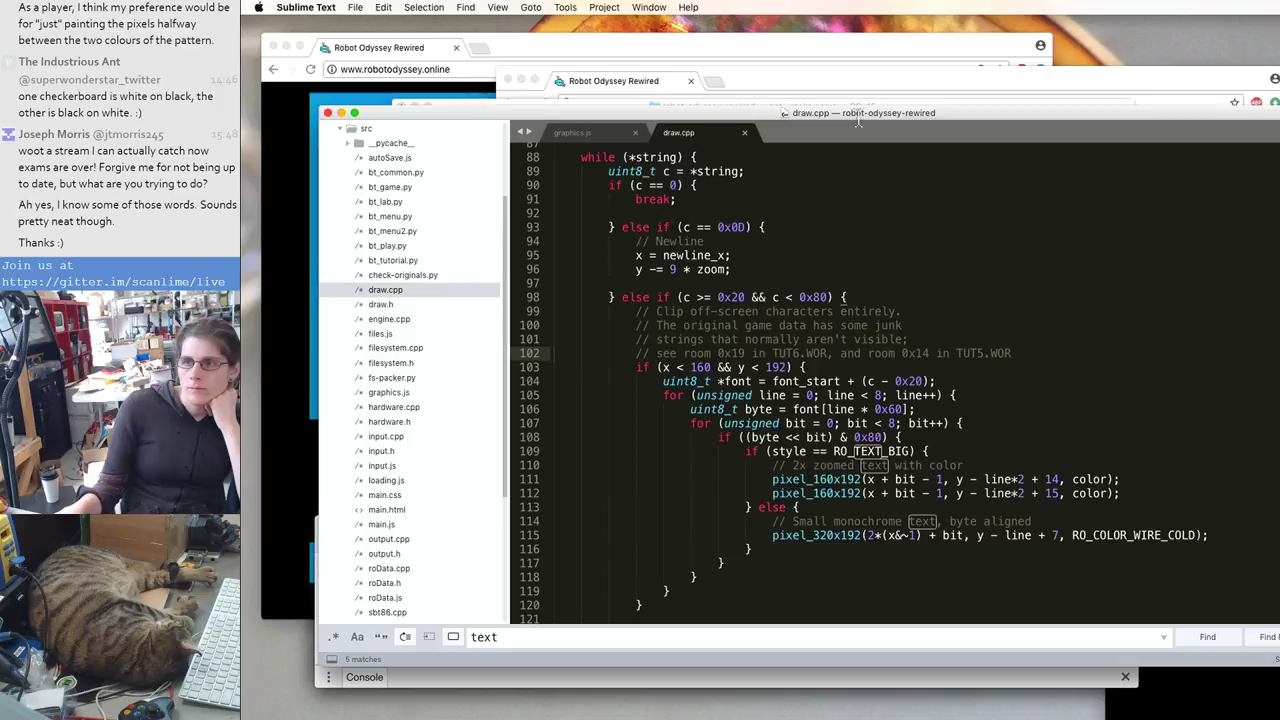 Sublime Text File Edit Selection Find View Goto Tools Project Window Help
As a player, I think my preference would be
for "just" painting the pixels halfway
between the two colours of the pattern.
The Industrious Ant
@superwonderstar_twitter 14:46
one checkerboard is white on black, the
other is black on white. :)
Joseph Morris @jtmorris245 14:46
woot a stream I can actually catch now
exams are over! Forgive me for not being up
to date, but what are you trying to do?
Ah yes, I know some of those words. Sounds
pretty neat though.
Thanks :)
Join us at
https://gitter.im/scanlime/live
Robot Odyssey Rewired
www.robotodyssey.online
Robot Odyssey Rewired
draw.cpp — robot-odyssey-rewired
src
__pycache__
autoSave.js
bt_common.py
bt_game.py
bt_lab.py
bt_menu.py
bt_menu2.py
bt_play.py
bt_tutorial.py
check-originals.py
draw.cpp
draw.h
engine.cpp
files.js
filesystem.cpp
filesystem.h
fs-packer.py
graphics.js
hardware.cpp
hardware.h
input.cpp
input.h
input.js
loading.js
main.css
main.html
main.js
output.cpp
output.h
roData.cpp
roData.h
roData.js
sbt86.cpp
graphics.js draw.cpp
87
88 while (*string) {
89 uint8_t c = *string;
90 if (c == 0) {
91 break;
92
93 } else if (c == 0x0D) {
94 // Newline
95 x = newline_x;
96 y -= 9 * zoom;
97
98 } else if (c >= 0x20 && c < 0x80) {
99 // Clip off-screen characters entirely.
100 // The original game data has some junk
101 // strings that normally aren't visible;
102 // see room 0x19 in TUT6.WOR, and room 0x14 in TUT5.WOR
103 if (x < 160 && y < 192) {
104 uint8_t *font = font_start + (c - 0x20);
105 for (unsigned line = 0; line < 8; line++) {
106 uint8_t byte = font[line * 0x60];
107 for (unsigned bit = 0; bit < 8; bit++) {
108 if ((byte << bit) & 0x80) {
109 if (style == RO_TEXT_BIG) {
110 // 2x zoomed text with color
111 pixel_160x192(x + bit - 1, y - line*2 + 14, color);
112 pixel_160x192(x + bit - 1, y - line*2 + 15, color);
113 } else {
114 // Small monochrome text, byte aligned
115 pixel_320x192(2*(x&~1) + bit, y - line + 7, RO_COLOR_WIRE_COLD);
116 }
117 }
118 }
119 }
120 }
121
.* Aa “” text Find
5 matches
Console